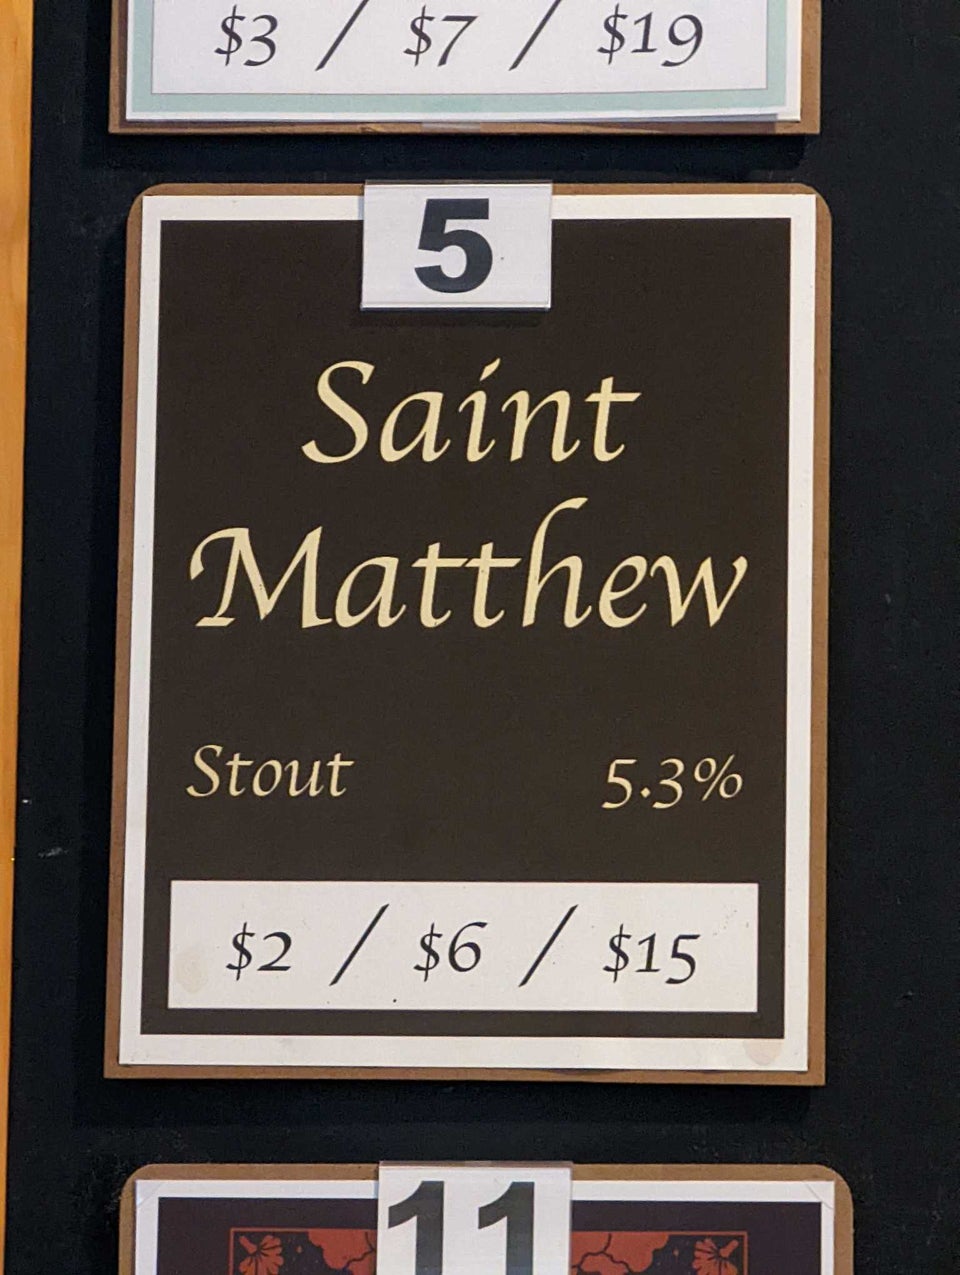 $3 / $7 / $19
5
Saint
Matthew
Stout 5.3%
$2 / $6 / $15
11